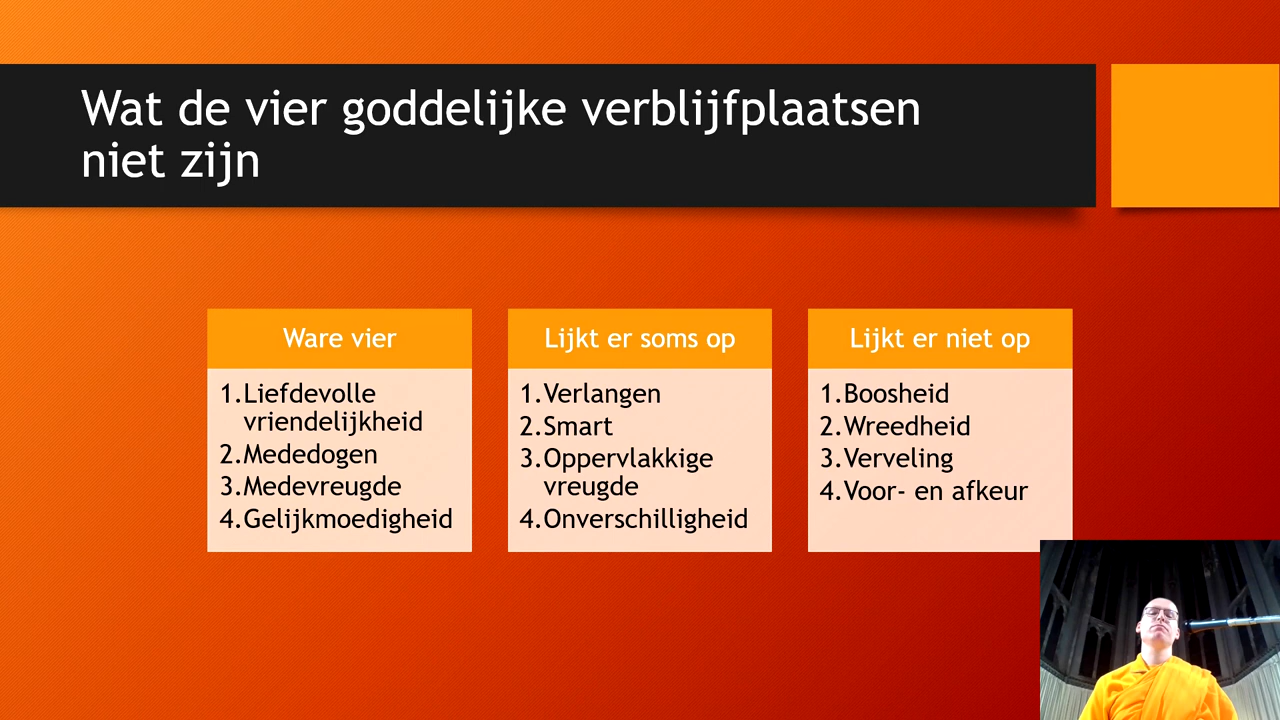 Wat de vier goddelijke verblijfplaatsen
niet zijn
Ware vier
1.Liefdevolle
vriendelijkheid
2.Mededogen
3.Medevreugde
4.Gelijkmoedigheid
Lijkt er soms op
1.Verlangen
2.Smart
3.Oppervlakkige
vreugde
4.Onverschilligheid
Lijkt er niet op
1.Boosheid
2.Wreedheid
3.Verveling
4.Voor- en afkeur